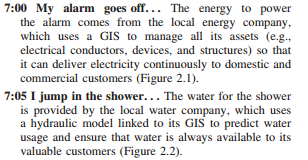 7:00 My alarm goes off... The energy to power
the alarm comes from the local energy company,
which uses a GIS to manage all its assets (e.g.,
electrical conductors, devices, and structures) so that
it can deliver electricity continuously to domestic and
commercial customers (Figure 2.1).
7:05 I jump in the shower... The water for the shower
is provided by the local water company, which uses
a hydraulic model linked to its GIS to predict water
usage and ensure that water is always available to its
valuable customers (Figure 2.2).